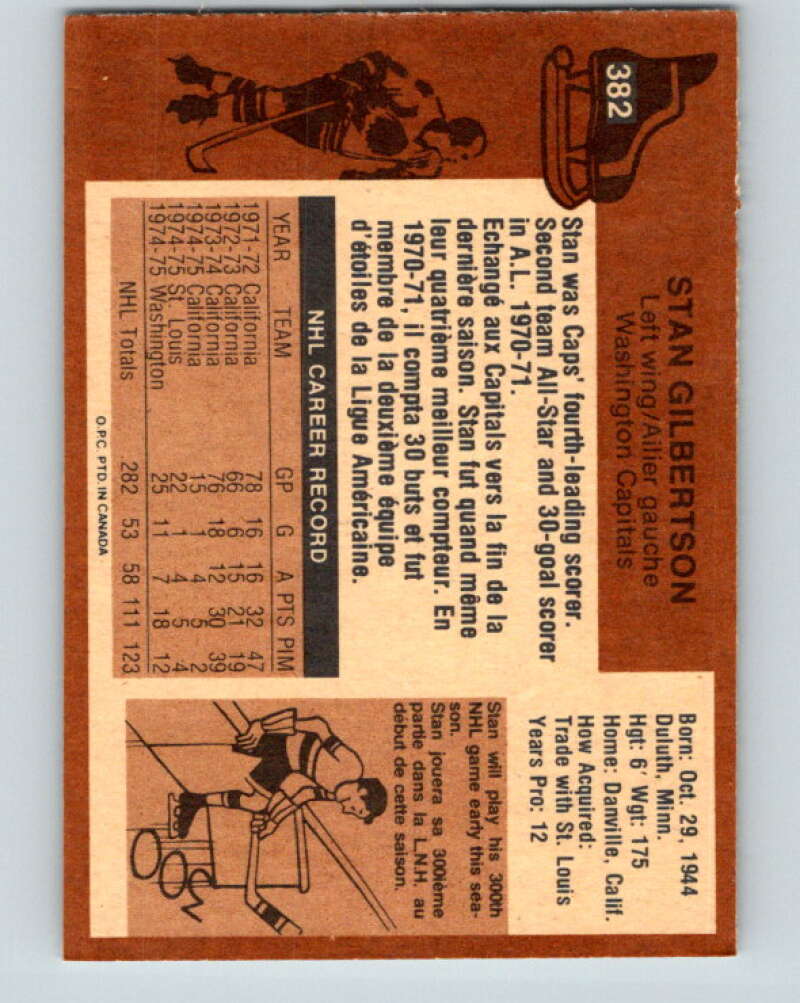 382
STAN GILBERTSON
Left wing/Ailier gauche
Washington Capitals
Stan was Caps' fourth-leading scorer.
Second team All-Star and 30-goal scorer
in A.L. 1970-71.
Echangé aux Capitals vers la fin de la
dernière saison. Stan fut quand même
leur quatrième meilleur compteur. En
1970-71, il compta 30 buts et fut
membre de la deuxième équipe
d'étoiles de la Ligue Américaine.
Born: Oct. 29, 1944
Duluth, Minn.
Hgt: 6' Wgt: 175
Home: Danville, Calif.
How Acquired:
Trade with St. Louis
Years Pro: 12
NHL CAREER RECORD
YEAR TEAM GP G A PTS PIM
1971-72 California 78 16 16 32 47
1972-73 California 66 6 15 21 19
1973-74 California 76 18 12 30 39
1974-75 California 15 1 4 5 2
1974-75 St. Louis 22 1 4 5 4
1974-75 Washington 25 11 7 18 12
NHL Totals 282 53 58 111 123
Stan will play his 300th
NHL game early this sea-
son.
Stan jouera sa 300ième
partie dans la L.N.H. au
début de cette saison.
O.P.C. PTD. IN CANADA